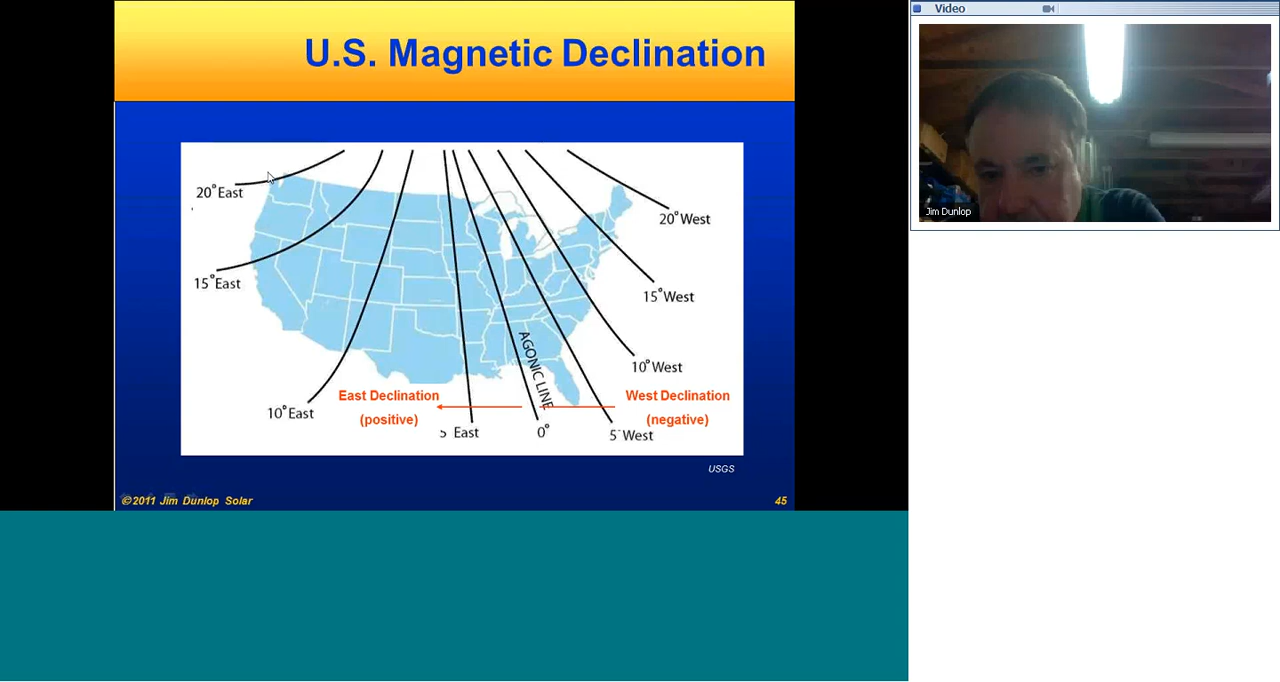 Video
U.S. Magnetic Declination
Jim Dunlop
20°East
20°West
15°East
15°West
AGONIC LINE
10°West
East Declination
(positive)
West Declination
(negative)
10°East
5 East
0°
5°West
USGS
©2011 Jim Dunlop Solar
45